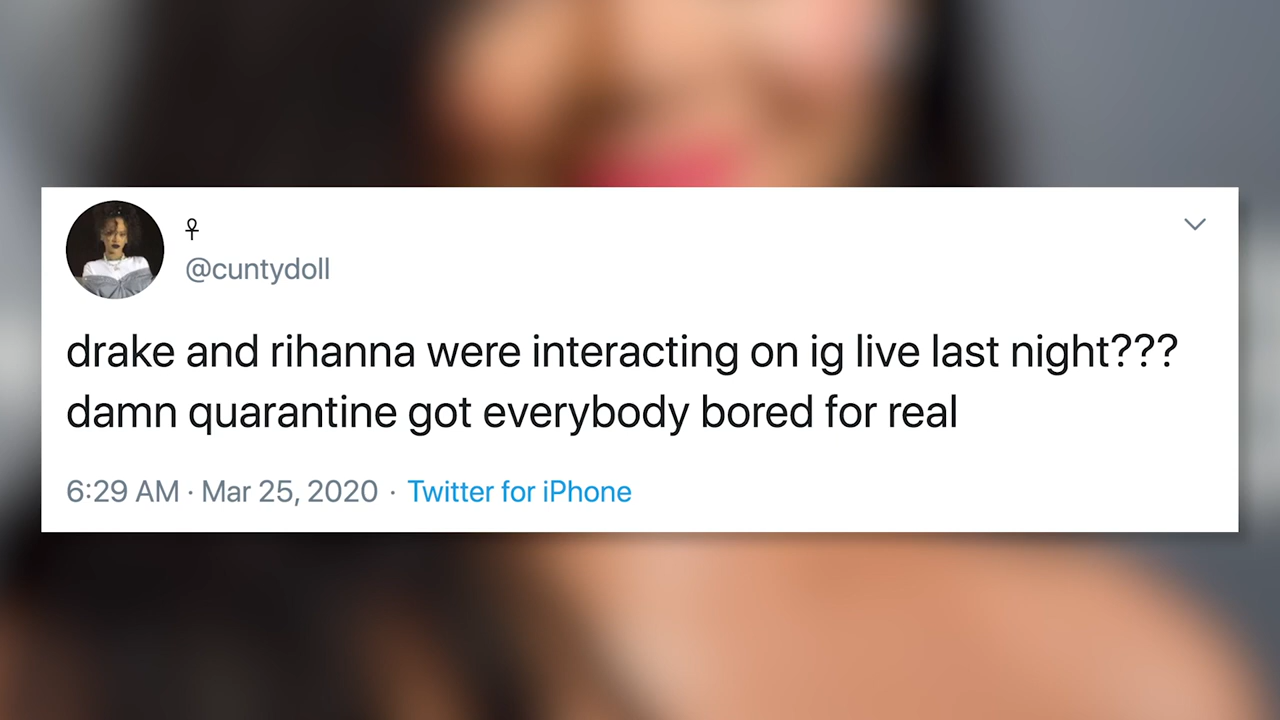 ♀
@cuntydoll
drake and rihanna were interacting on ig live last night???
damn quarantine got everybody bored for real
6:29 AM · Mar 25, 2020 · Twitter for iPhone